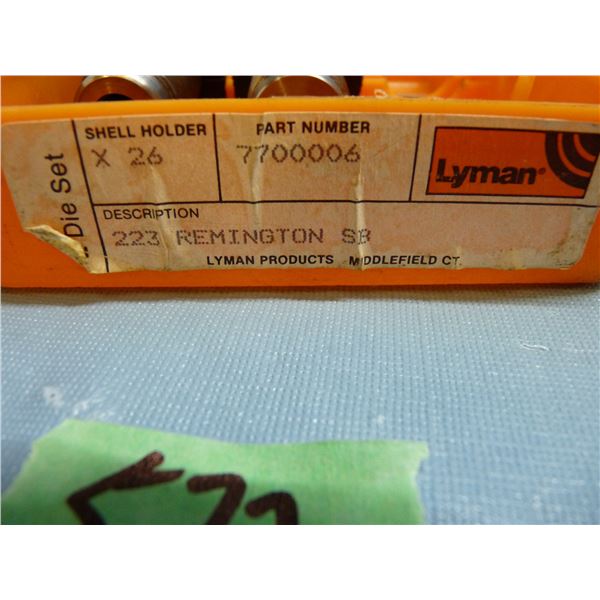 Die Set
SHELL HOLDER
X 26
PART NUMBER
7700006
Lyman®
DESCRIPTION
223 REMINGTON SB
LYMAN PRODUCTS MIDDLEFIELD CT.